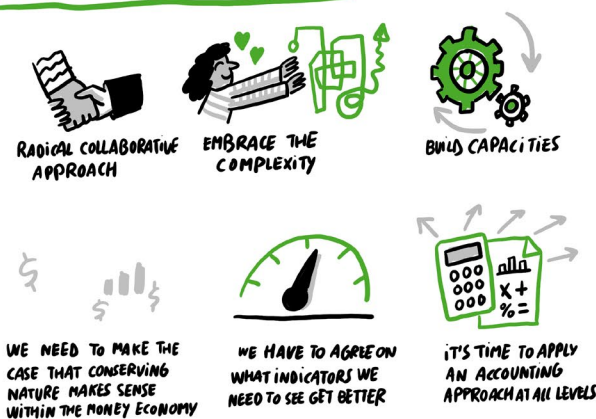 RADICAL COLLABORATIVE
APPROACH
EMBRACE THE
COMPLEXITY
BUILD CAPACITIES
$
$
$
WE NEED TO MAKE THE
CASE THAT CONSERVING
NATURE MAKES SENSE
WITHIN THE MONEY ECONOMY
WE HAVE TO AGREE ON
WHAT INDICATORS WE
NEED TO SEE GET BETTER
X +
% =
IT'S TIME TO APPLY
AN ACCOUNTING
APPROACH AT ALL LEVELS